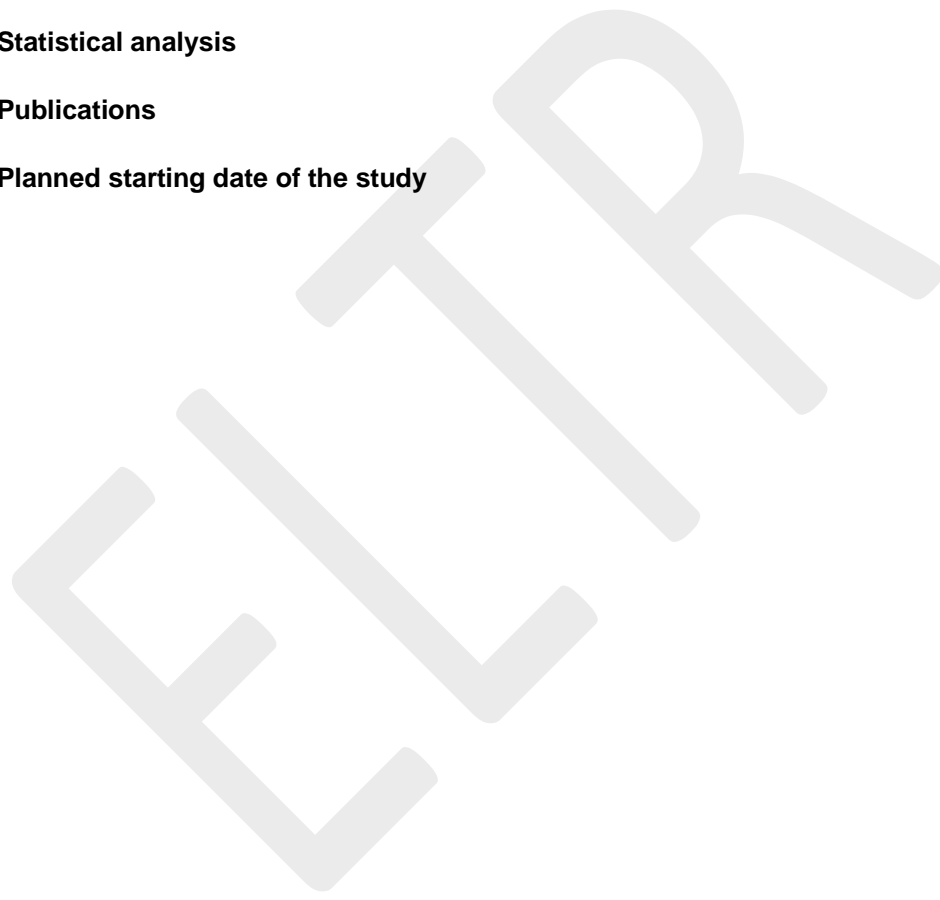 Statistical analysis
Publications
Planned starting date of the study
ELTR